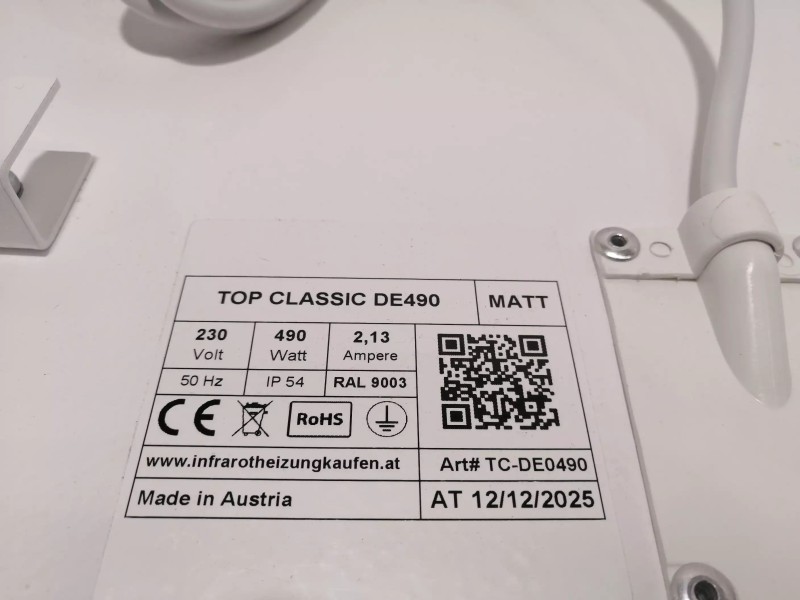 TOP CLASSIC DE490 MATT
230 490 2,13
Volt Watt Ampere
50 Hz IP 54 RAL 9003
CE RoHS
www.infrarotheizungkaufen.at Art# TC-DE0490
Made in Austria AT 12/12/2025